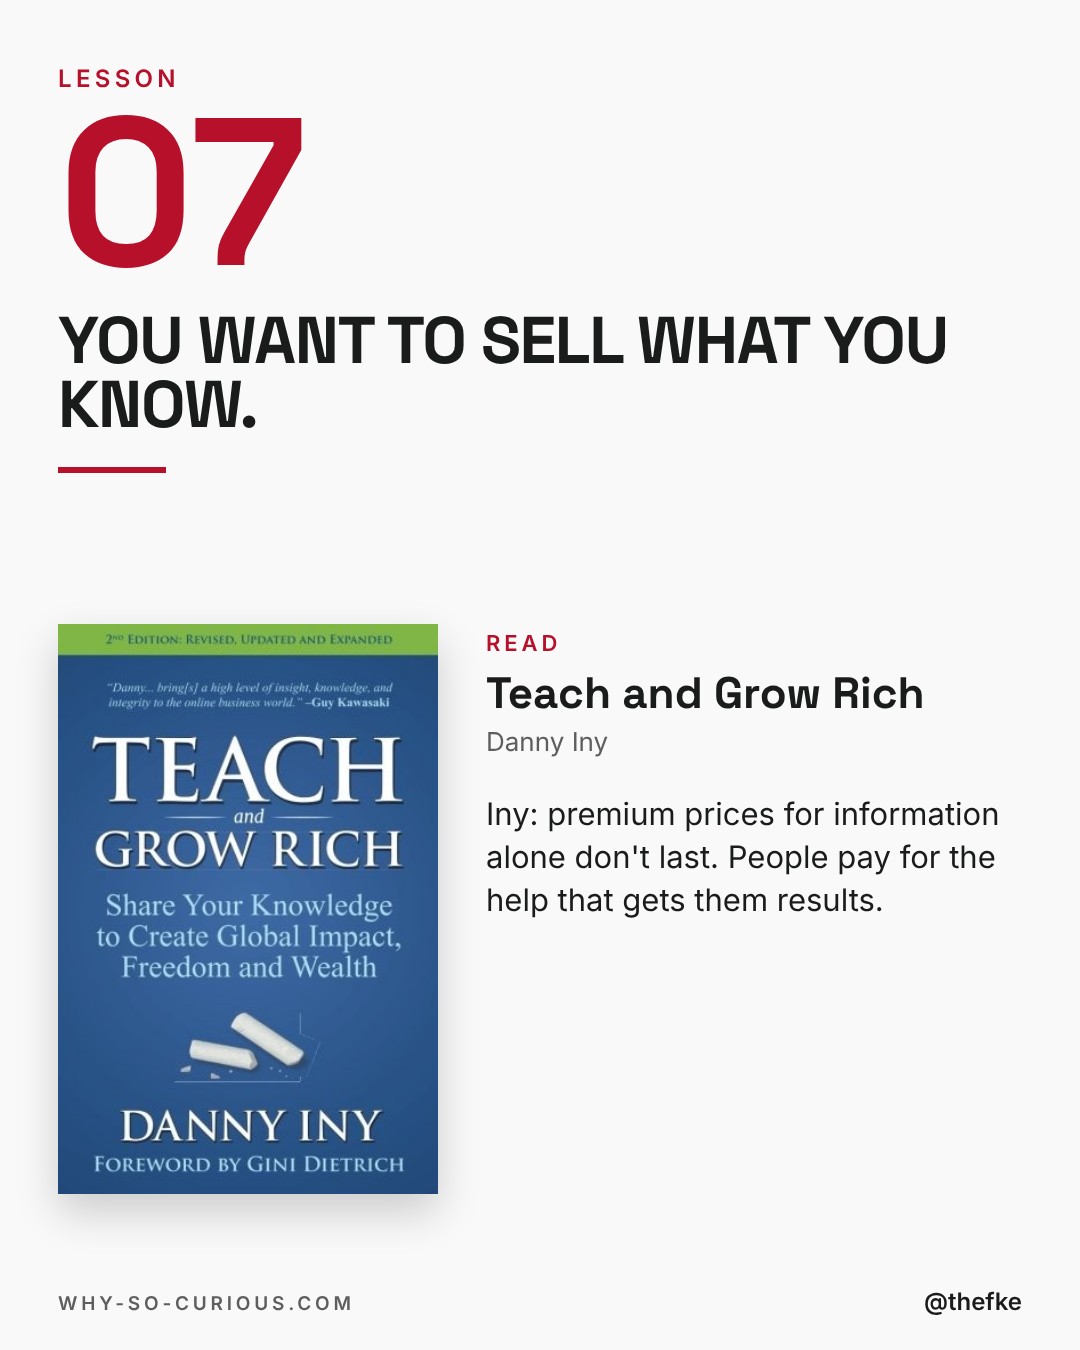 LESSON
07
YOU WANT TO SELL WHAT YOU
KNOW.
2ND EDITION: REVISED, UPDATED AND EXPANDED
"Danny... bring[s] a high level of insight, knowledge, and
integrity to the online business world." –Guy Kawasaki
TEACH
and
GROW RICH
Share Your Knowledge
to Create Global Impact,
Freedom and Wealth
DANNY INY
FOREWORD BY GINI DIETRICH
READ
Teach and Grow Rich
Danny Iny
Iny: premium prices for information
alone don't last. People pay for the
help that gets them results.
WHY-SO-CURIOUS.COM
@thefke